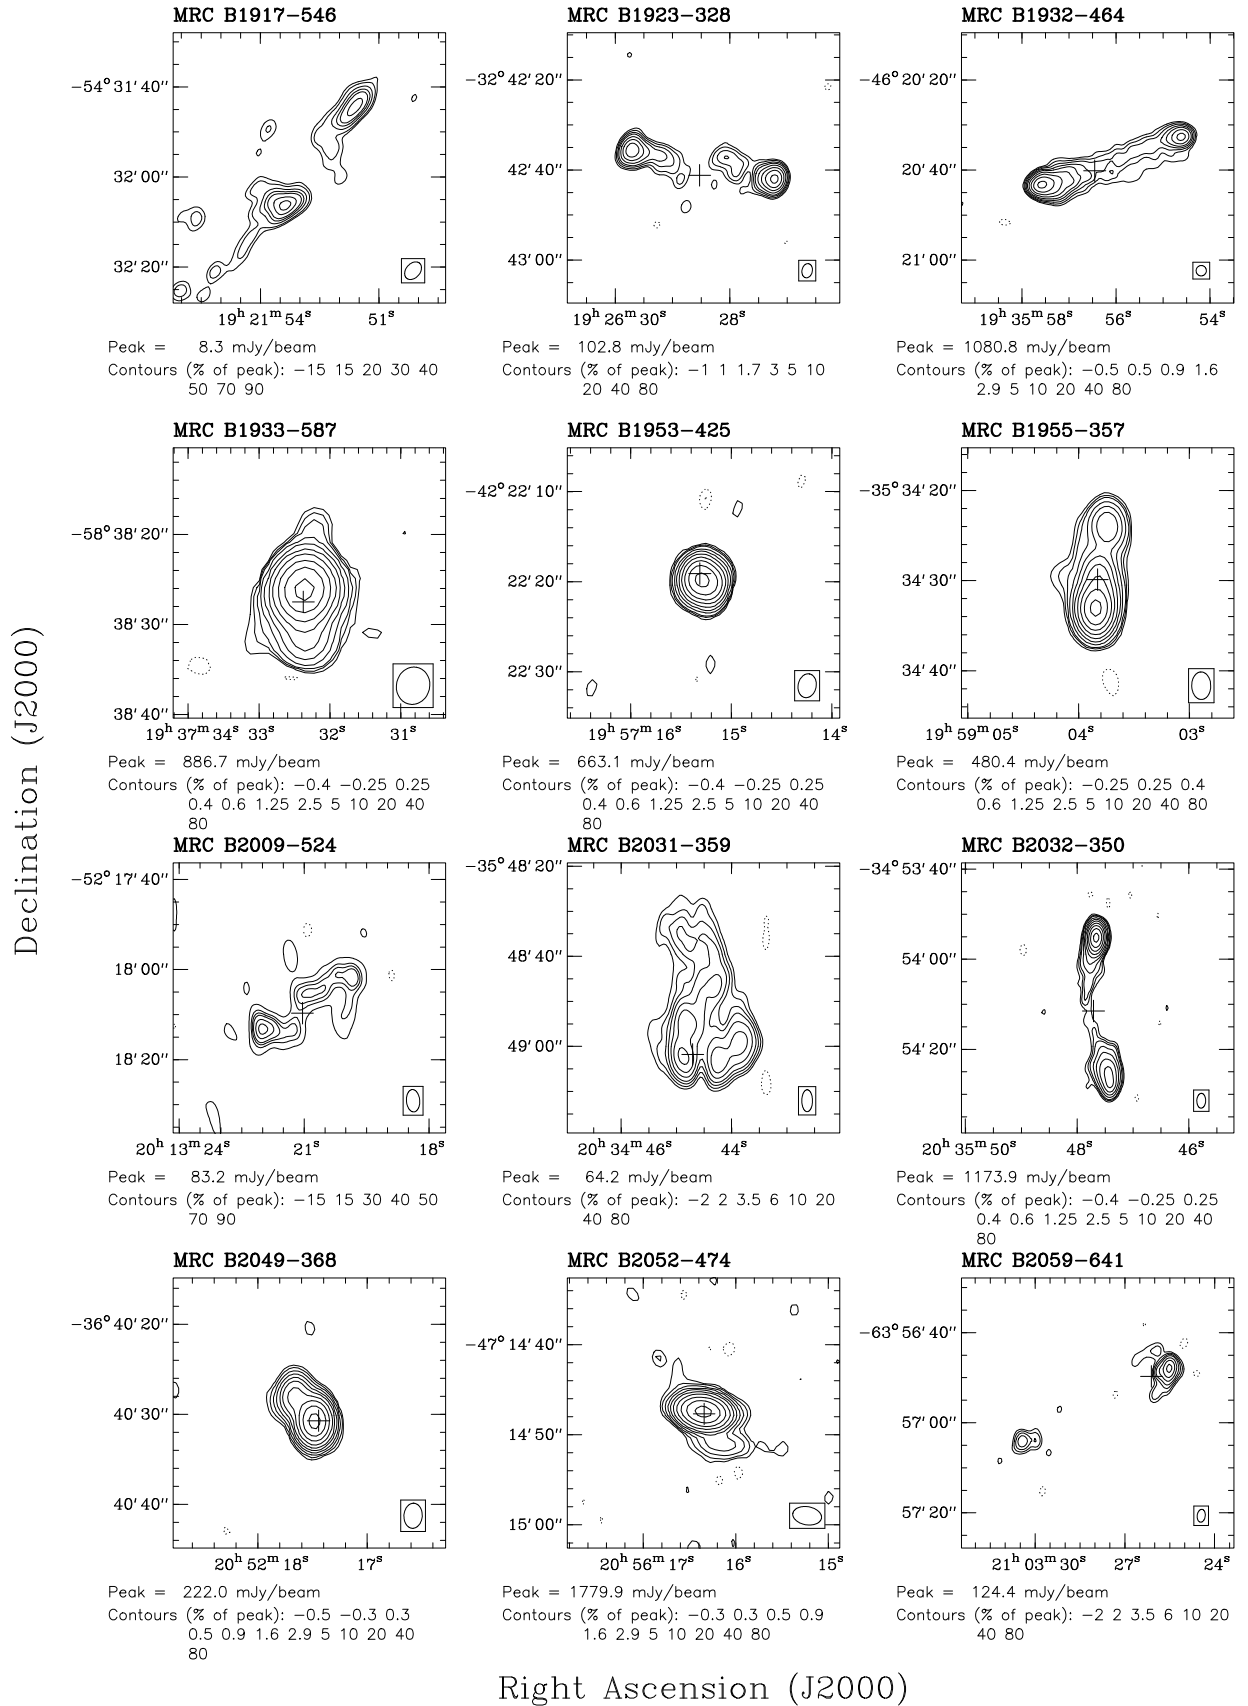 MRC B1917−546 MRC B1923−328 MRC B1932−464
−54°31′40″ −32°42′20″ −46°20′20″
32′00″ 42′40″ 20′40″
32′20″ 43′00″ 21′00″
19ʰ21ᵐ54ˢ 51ˢ 19ʰ26ᵐ30ˢ 28ˢ 19ʰ35ᵐ58ˢ 56ˢ 54ˢ
Peak = 8.3 mJy/beam Peak = 102.8 mJy/beam Peak = 1080.8 mJy/beam
Contours (% of peak): −15 15 20 30 40 Contours (% of peak): −1 1 1.7 3 5 10 Contours (% of peak): −0.5 0.5 0.9 1.6
50 70 90 20 40 80 2.9 5 10 20 40 80
MRC B1933−587 MRC B1953−425 MRC B1955−357
−58°38′20″ −42°22′10″ −35°34′20″
38′30″ 22′20″ 34′30″
38′40″ 22′30″ 34′40″
19ʰ37ᵐ34ˢ 33ˢ 32ˢ 31ˢ 19ʰ57ᵐ16ˢ 15ˢ 14ˢ 19ʰ59ᵐ05ˢ 04ˢ 03ˢ
Peak = 886.7 mJy/beam Peak = 663.1 mJy/beam Peak = 480.4 mJy/beam
Contours (% of peak): −0.4 −0.25 0.25 Contours (% of peak): −0.4 −0.25 0.25 Contours (% of peak): −0.25 0.25 0.4
0.4 0.6 1.25 2.5 5 10 20 40 0.4 0.6 1.25 2.5 5 10 20 40 0.6 1.25 2.5 5 10 20 40 80
80 80
Declination (J2000)
MRC B2009−524 MRC B2031−359 MRC B2032−350
−52°17′40″ −35°48′20″ −34°53′40″
18′00″ 48′40″ 54′00″
18′20″ 49′00″ 54′20″
20ʰ13ᵐ24ˢ 21ˢ 18ˢ 20ʰ34ᵐ46ˢ 44ˢ 20ʰ35ᵐ50ˢ 48ˢ 46ˢ
Peak = 83.2 mJy/beam Peak = 64.2 mJy/beam Peak = 1173.9 mJy/beam
Contours (% of peak): −15 15 30 40 50 Contours (% of peak): −2 2 3.5 6 10 20 Contours (% of peak): −0.4 −0.25 0.25
70 90 40 80 0.4 0.6 1.25 2.5 5 10 20 40
80
MRC B2049−368 MRC B2052−474 MRC B2059−641
−36°40′20″ −47°14′40″ −63°56′40″
40′30″ 14′50″ 57′00″
40′40″ 15′00″ 57′20″
20ʰ52ᵐ18ˢ 17ˢ 20ʰ56ᵐ17ˢ 16ˢ 15ˢ 21ʰ03ᵐ30ˢ 27ˢ 24ˢ
Peak = 222.0 mJy/beam Peak = 1779.9 mJy/beam Peak = 124.4 mJy/beam
Contours (% of peak): −0.5 −0.3 0.3 Contours (% of peak): −0.3 0.3 0.5 0.9 Contours (% of peak): −2 2 3.5 6 10 20
0.5 0.9 1.6 2.9 5 10 20 40 1.6 2.9 5 10 20 40 80 40 80
80
Right Ascension (J2000)